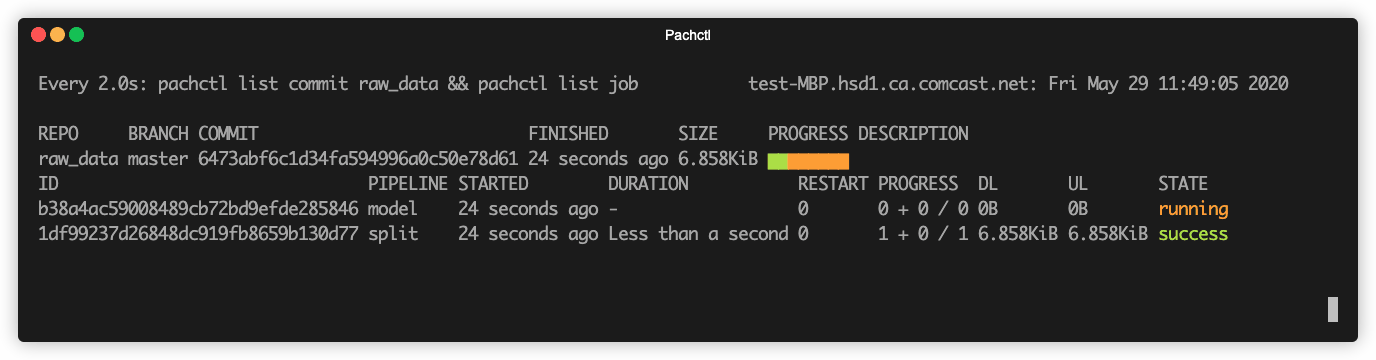 Pachctl
Every 2.0s: pachctl list commit raw_data && pachctl list job test-MBP.hsd1.ca.comcast.net: Fri May 29 11:49:05 2020
REPO BRANCH COMMIT FINISHED SIZE PROGRESS DESCRIPTION
raw_data master 6473abf6c1d34fa594996a0c50e78d61 24 seconds ago 6.858KiB
ID PIPELINE STARTED DURATION RESTART PROGRESS DL UL STATE
b38a4ac59008489cb72bd9efde285846 model 24 seconds ago - 0 0 + 0 / 0 0B 0B running
1df99237d26848dc919fb8659b130d77 split 24 seconds ago Less than a second 0 1 + 0 / 1 6.858KiB 6.858KiB success